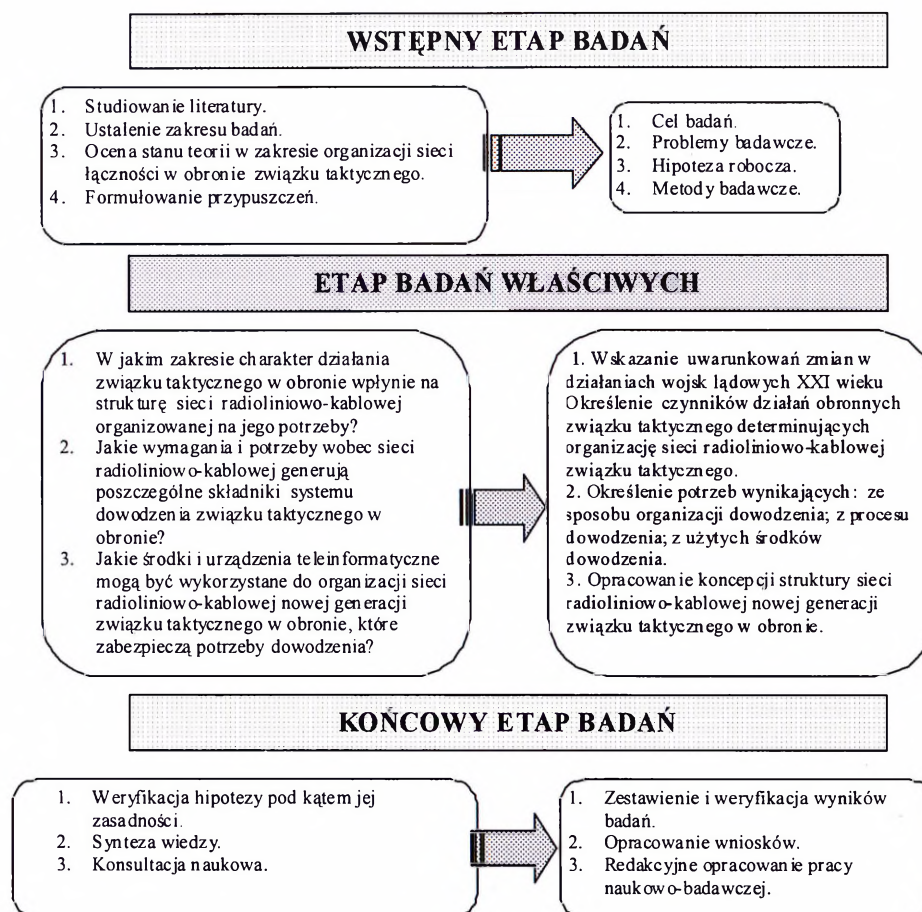 WSTĘPNY ETAP BADAŃ
1. Studiowanie literatury.
2. Ustalenie zakresu badań.
3. Ocena stanu teorii w zakresie organizacji sieci
łączności w obronie związku taktycznego.
4. Formułowanie przypuszczeń.
1. Cel badań.
2. Problemy badawcze.
3. Hipoteza robocza.
4. Metody badawcze.
ETAP BADAŃ WŁAŚCIWYCH
1. W jakim zakresie charakter działania
związku taktycznego w obronie wpłynie na
strukturę sieci radioliniowo-kablowej
organizowanej na jego potrzeby?
2. Jakie wymagania i potrzeby wobec sieci
radioliniowo-kablowej generują
poszczególne składniki systemu
dowodzenia związku taktycznego w
obronie?
3. Jakie środki i urządzenia teleinformatyczne
mogą być wykorzystane do organizacji sieci
radioliniowo-kablowej nowej generacji
związku taktycznego w obronie, które
zabezpieczą potrzeby dowodzenia?
1. Wskazanie uwarunkowań zmian w
działaniach wojsk lądowych XXI wieku
Określenie czynników działań obronnych
związku taktycznego determinujących
organizację sieci radioliniowo-kablowej
związku taktycznego.
2. Określenie potrzeb wynikających: ze
sposobu organizacji dowodzenia; z procesu
dowodzenia; z użytych środków
dowodzenia.
3. Opracowanie koncepcji struktury sieci
radioliniowo-kablowej nowej generacji
związku taktycznego w obronie.
KOŃCOWY ETAP BADAŃ
1. Weryfikacja hipotezy pod kątem jej
zasadności.
2. Synteza wiedzy.
3. Konsultacja naukowa.
1. Zestawienie i weryfikacja wyników
badań.
2. Opracowanie wniosków.
3. Redakcyjne opracowanie pracy
naukowo-badawczej.